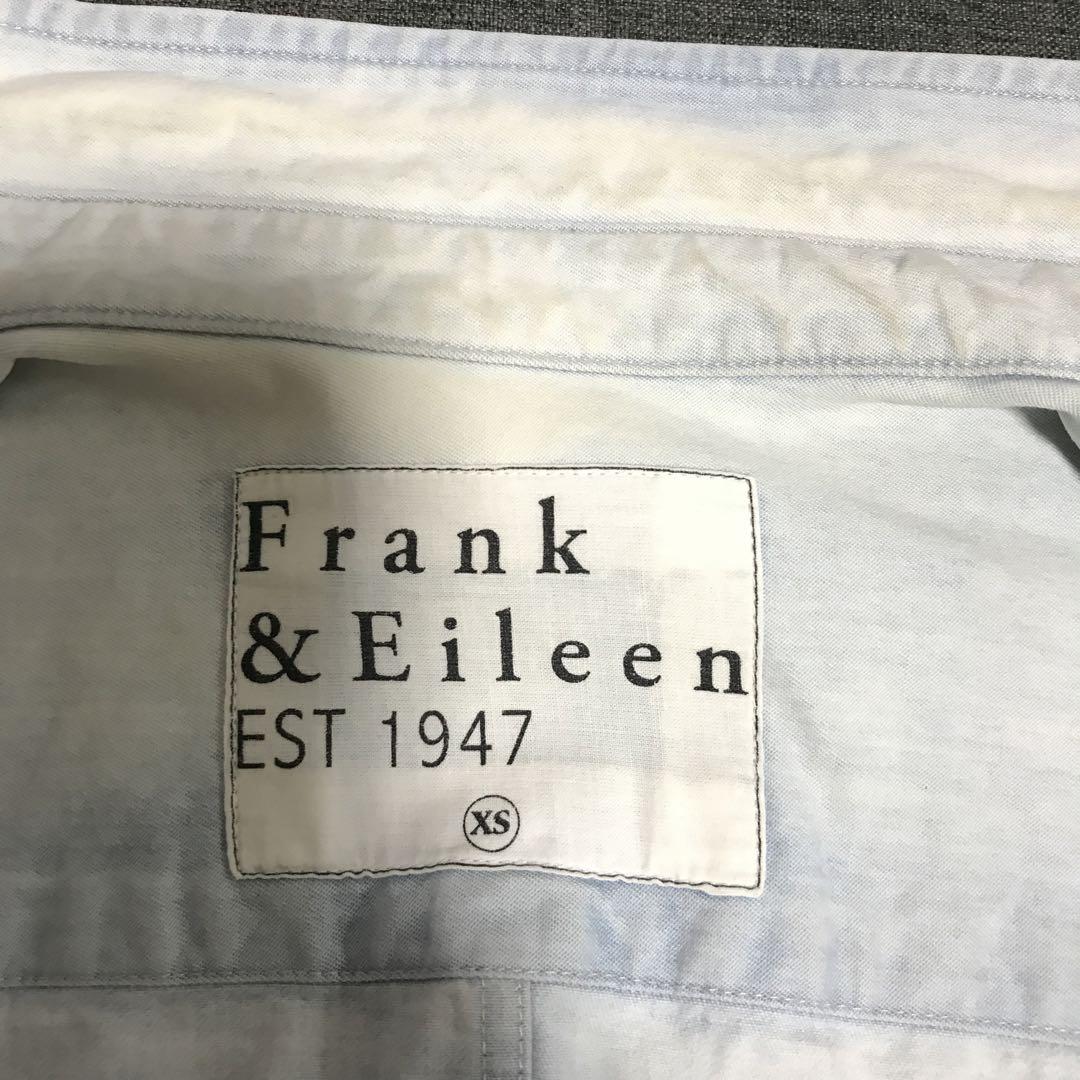 Frank
& Eileen
EST 1947
XS